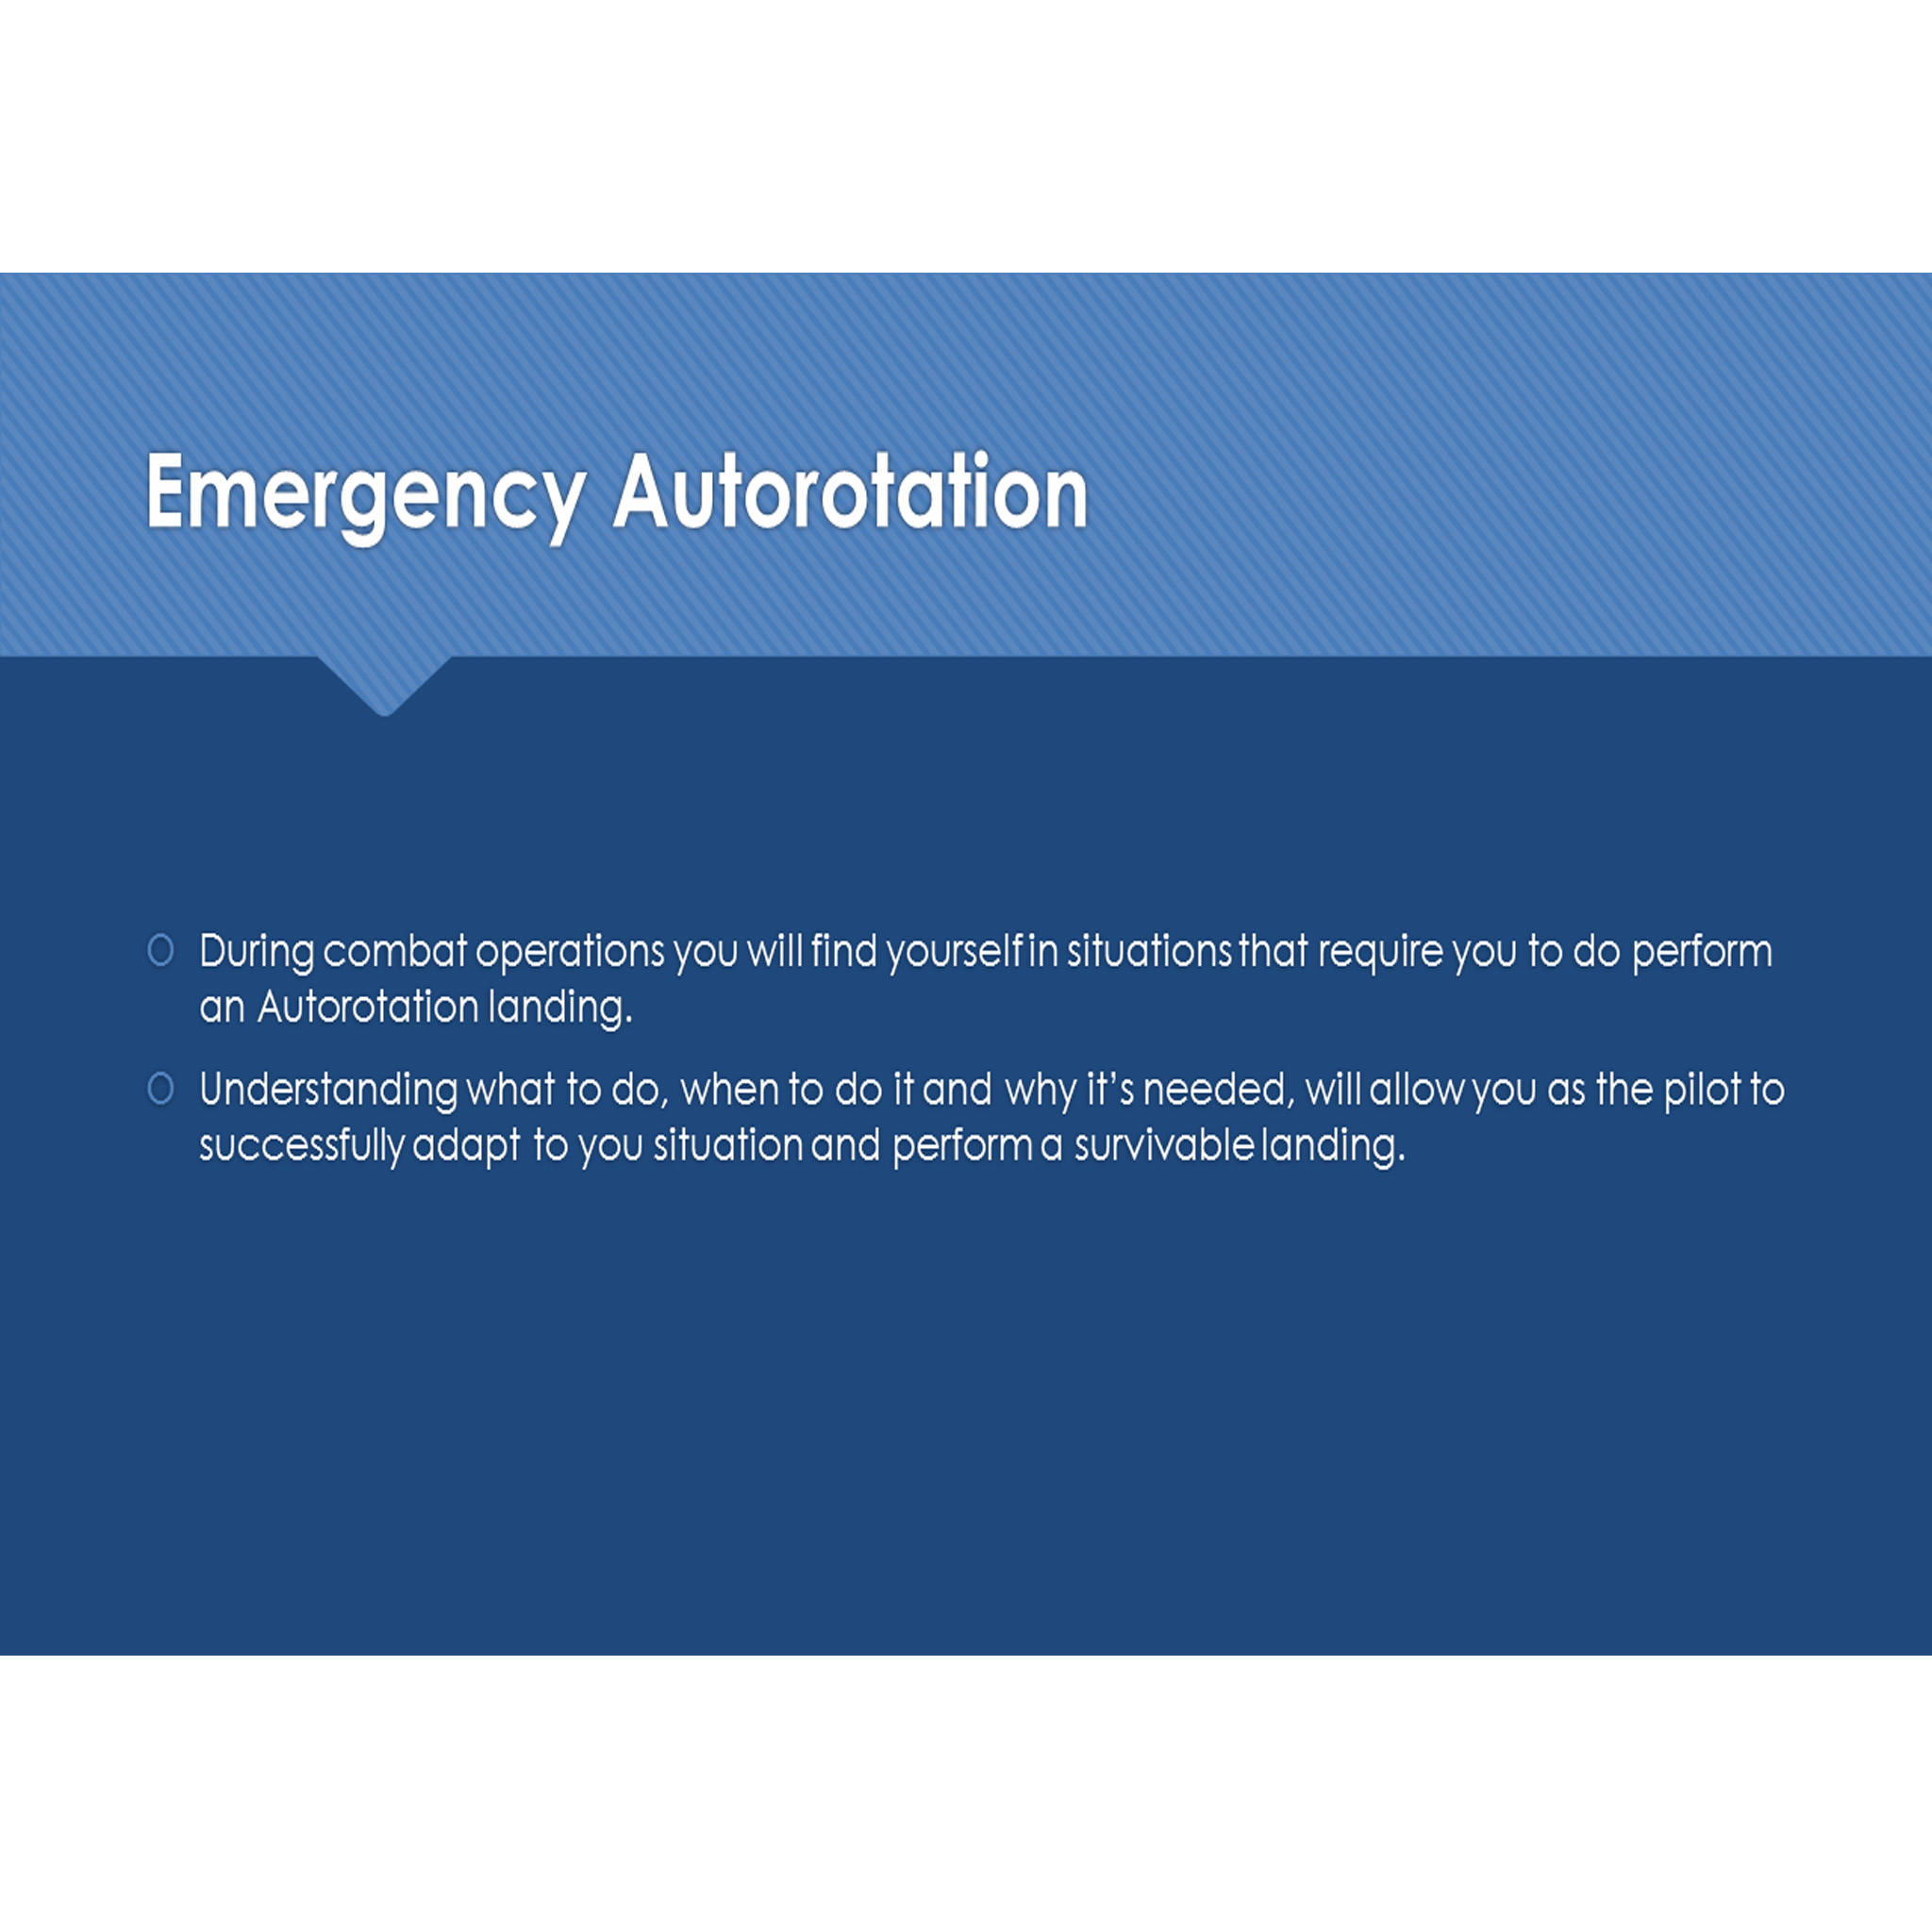 Emergency Autorotation
During combat operations you will find yourself in situations that require you to do perform
an Autorotation landing.
Understanding what to do, when to do it and why it’s needed, will allow you as the pilot to
successfully adapt to you situation and perform a survivable landing.